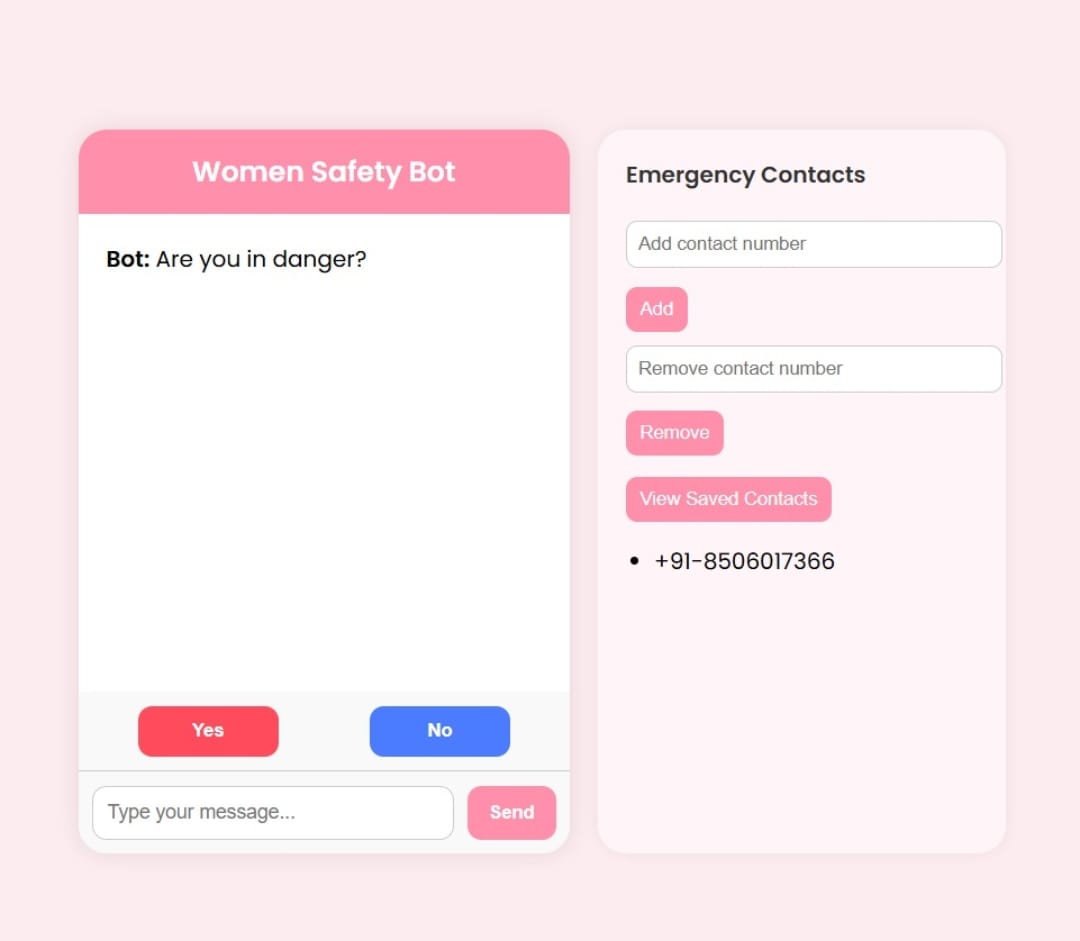 Women Safety Bot
Bot: Are you in danger?
Yes
No
Type your message...
Send
Emergency Contacts
Add contact number
Add
Remove contact number
Remove
View Saved Contacts
+91-8506017366